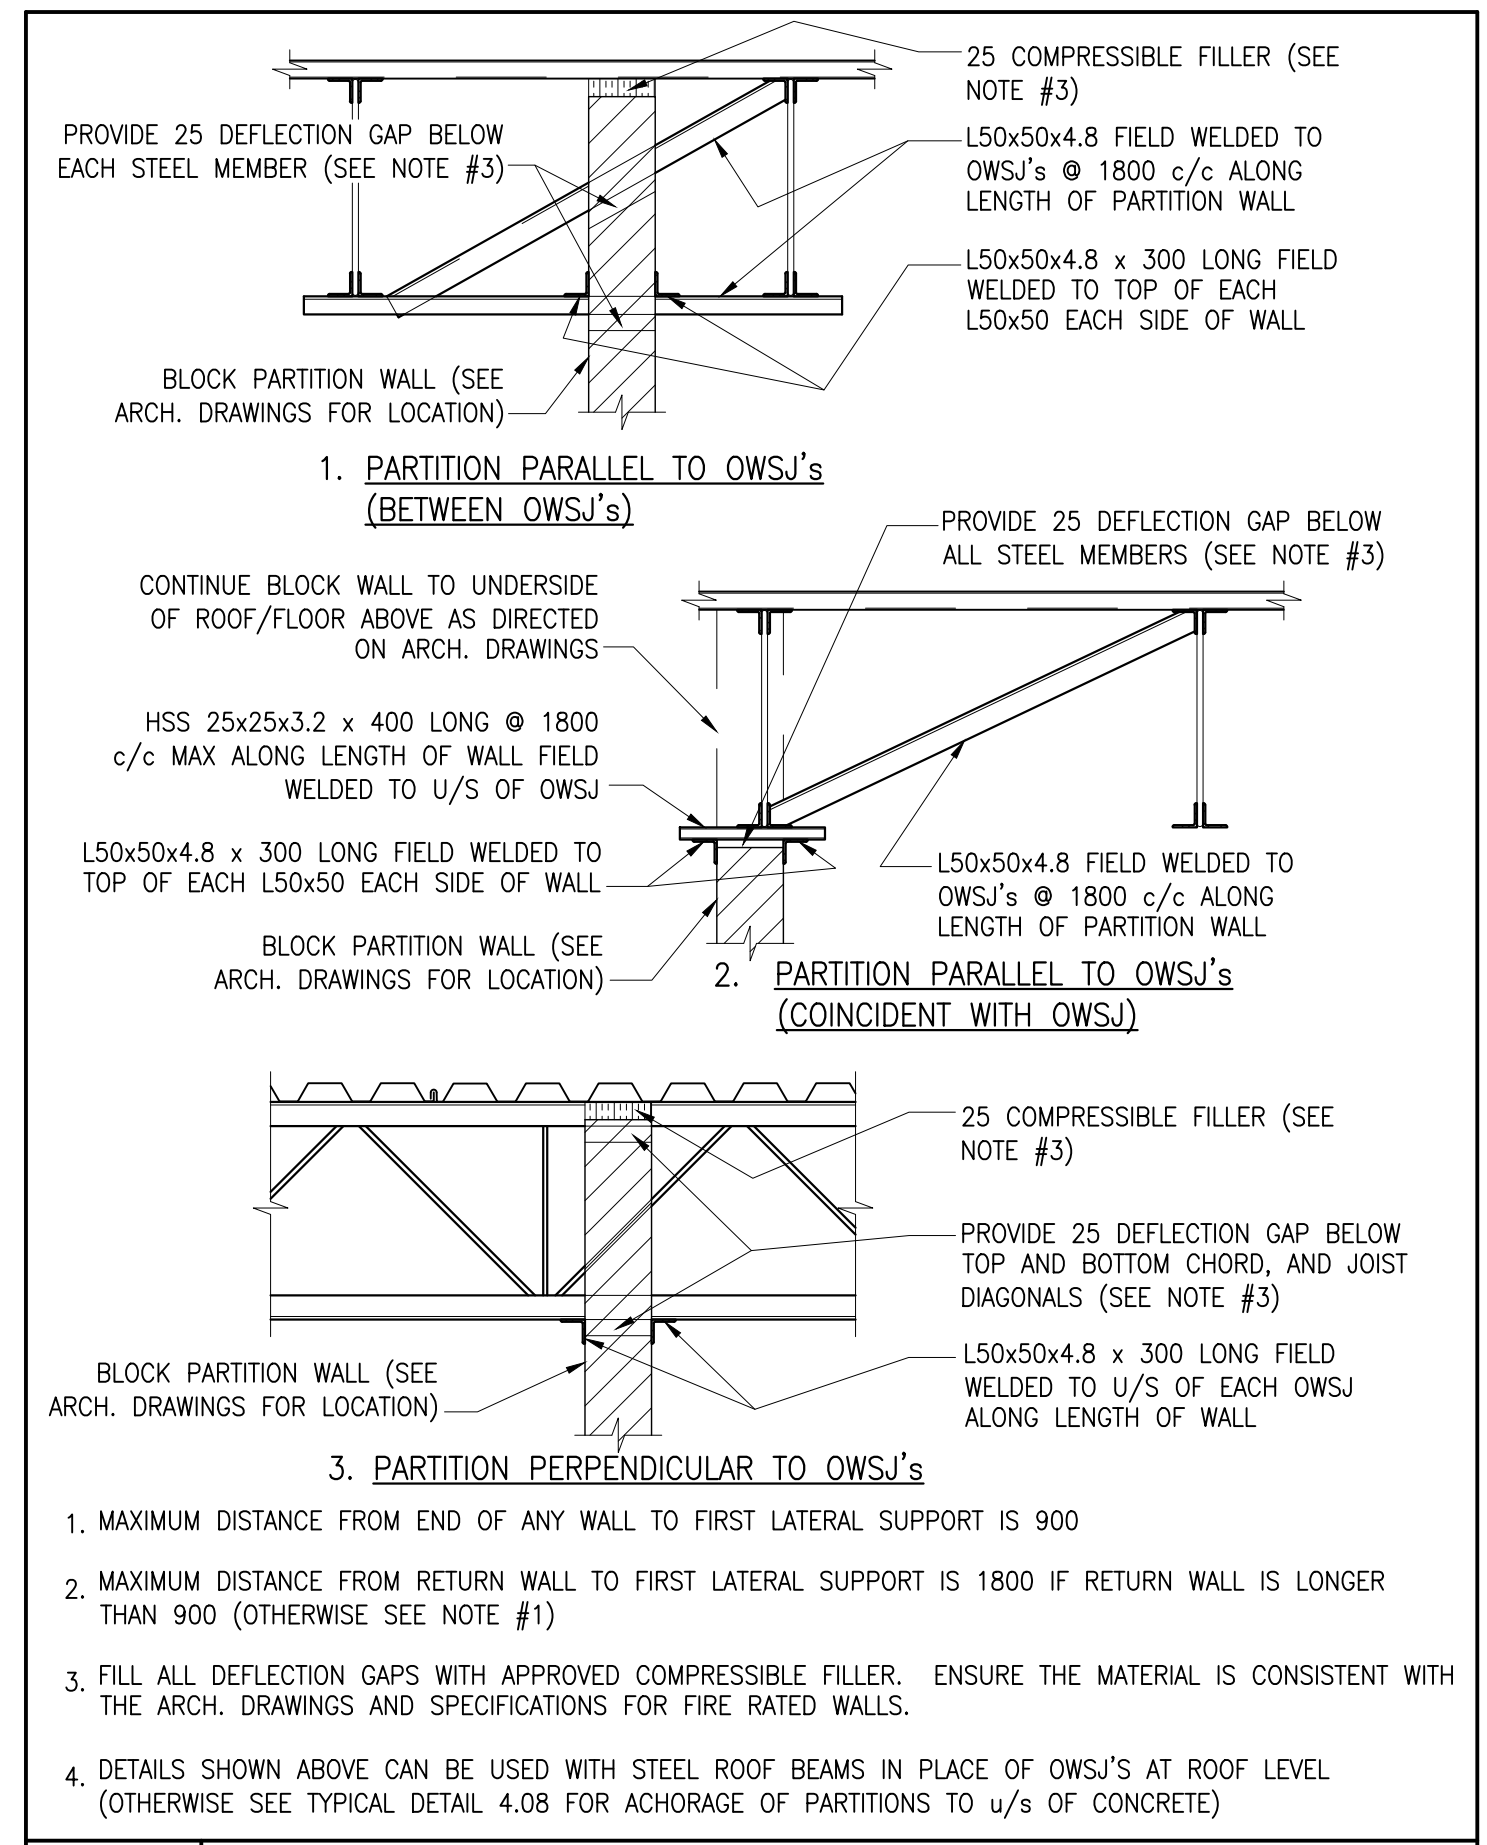 25 COMPRESSIBLE FILLER (SEE
NOTE #3)
PROVIDE 25 DEFLECTION GAP BELOW
EACH STEEL MEMBER (SEE NOTE #3)
L50x50x4.8 FIELD WELDED TO
OWSJ's @ 1800 c/c ALONG
LENGTH OF PARTITION WALL
L50x50x4.8 x 300 LONG FIELD
WELDED TO TOP OF EACH
L50x50 EACH SIDE OF WALL
BLOCK PARTITION WALL (SEE
ARCH. DRAWINGS FOR LOCATION)
1. PARTITION PARALLEL TO OWSJ's
(BETWEEN OWSJ's)
PROVIDE 25 DEFLECTION GAP BELOW
ALL STEEL MEMBERS (SEE NOTE #3)
CONTINUE BLOCK WALL TO UNDERSIDE
OF ROOF/FLOOR ABOVE AS DIRECTED
ON ARCH. DRAWINGS
HSS 25x25x3.2 x 400 LONG @ 1800
c/c MAX ALONG LENGTH OF WALL FIELD
WELDED TO U/S OF OWSJ
L50x50x4.8 x 300 LONG FIELD WELDED TO
TOP OF EACH L50x50 EACH SIDE OF WALL
L50x50x4.8 FIELD WELDED TO
OWSJ's @ 1800 c/c ALONG
LENGTH OF PARTITION WALL
BLOCK PARTITION WALL (SEE
ARCH. DRAWINGS FOR LOCATION)
2. PARTITION PARALLEL TO OWSJ's
(COINCIDENT WITH OWSJ)
25 COMPRESSIBLE FILLER (SEE
NOTE #3)
PROVIDE 25 DEFLECTION GAP BELOW
TOP AND BOTTOM CHORD, AND JOIST
DIAGONALS (SEE NOTE #3)
L50x50x4.8 x 300 LONG FIELD
WELDED TO U/S OF EACH OWSJ
ALONG LENGTH OF WALL
BLOCK PARTITION WALL (SEE
ARCH. DRAWINGS FOR LOCATION)
3. PARTITION PERPENDICULAR TO OWSJ's
1. MAXIMUM DISTANCE FROM END OF ANY WALL TO FIRST LATERAL SUPPORT IS 900
2. MAXIMUM DISTANCE FROM RETURN WALL TO FIRST LATERAL SUPPORT IS 1800 IF RETURN WALL IS LONGER
THAN 900 (OTHERWISE SEE NOTE #1)
3. FILL ALL DEFLECTION GAPS WITH APPROVED COMPRESSIBLE FILLER. ENSURE THE MATERIAL IS CONSISTENT WITH
THE ARCH. DRAWINGS AND SPECIFICATIONS FOR FIRE RATED WALLS.
4. DETAILS SHOWN ABOVE CAN BE USED WITH STEEL ROOF BEAMS IN PLACE OF OWSJ'S AT ROOF LEVEL
(OTHERWISE SEE TYPICAL DETAIL 4.08 FOR ACHORAGE OF PARTITIONS TO u/s OF CONCRETE)